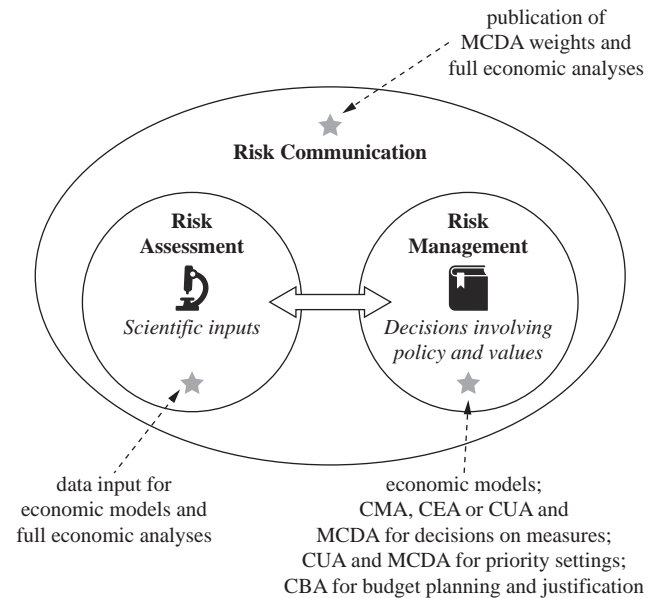 publication of
MCDA weights and
full economic analyses
Risk Communication
Risk
Assessment
Scientific inputs
Risk
Management
Decisions involving
policy and values
data input for
economic models and
full economic analyses
economic models;
CMA, CEA or CUA and
MCDA for decisions on measures;
CUA and MCDA for priority settings;
CBA for budget planning and justification